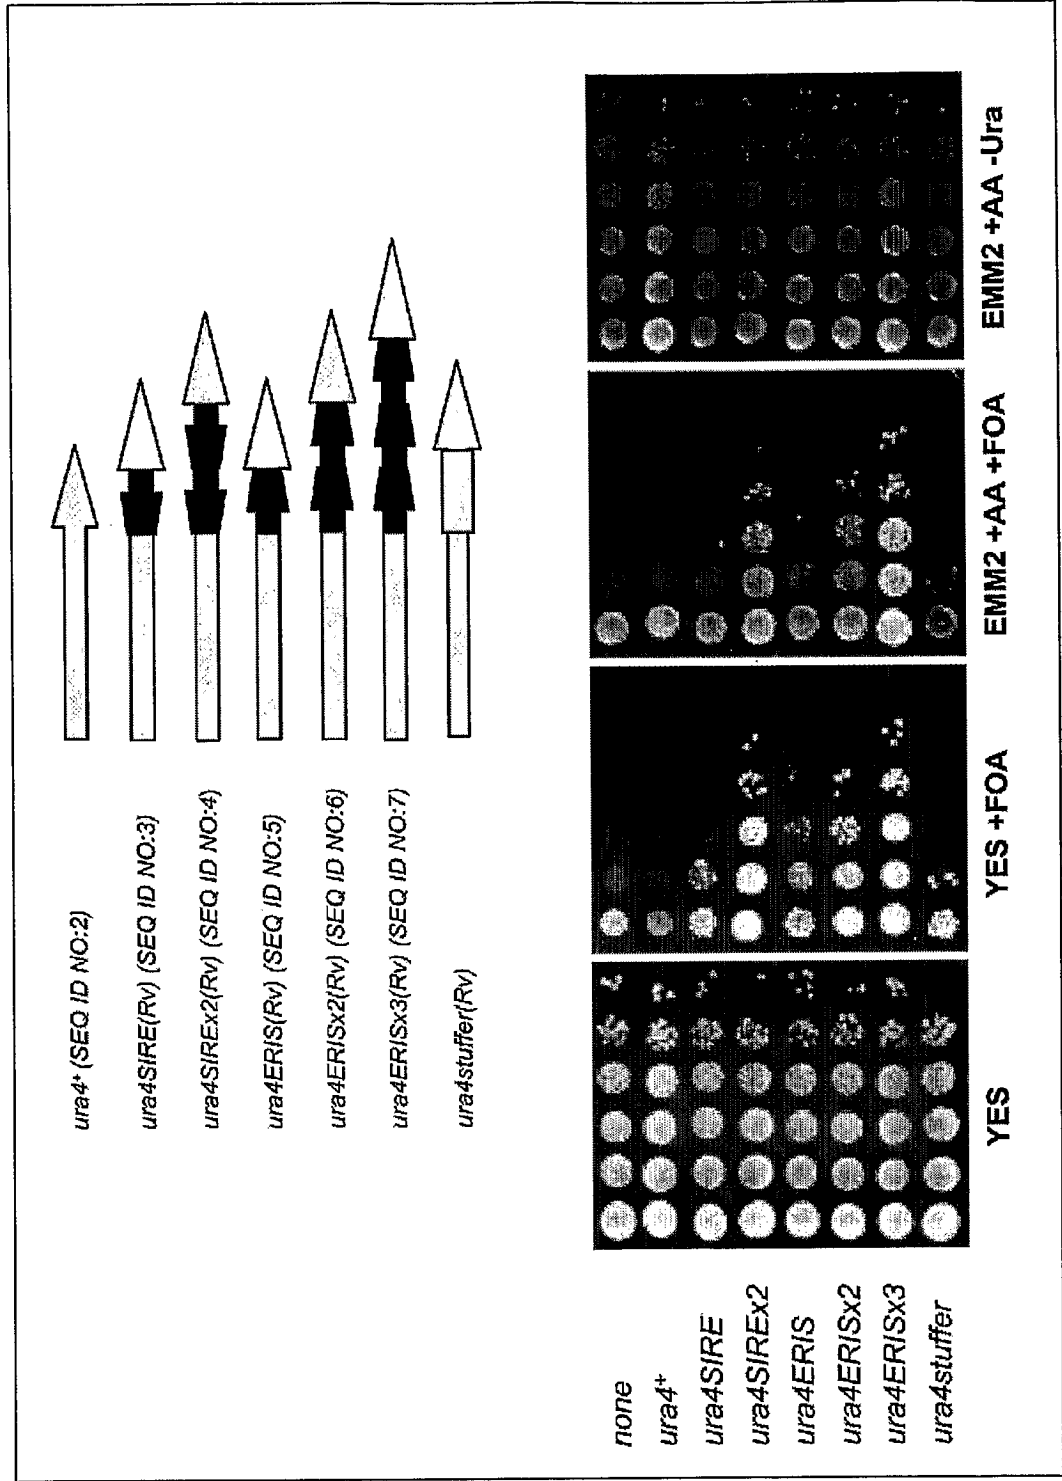 ura4+ (SEQ ID NO:2)
ura4SIRE(Rv) (SEQ ID NO:3)
ura4SIREx2(Rv) (SEQ ID NO:4)
ura4ERIS(Rv) (SEQ ID NO:5)
ura4ERISx2(Rv) (SEQ ID NO:6)
ura4ERISx3(Rv) (SEQ ID NO:7)
ura4stuffer(Rv)
none
ura4+
ura4SIRE
ura4SIREx2
ura4ERIS
ura4ERISx2
ura4ERISx3
ura4stuffer
YES
YES +FOA
EMM2 +AA +FOA
EMM2 +AA -Ura